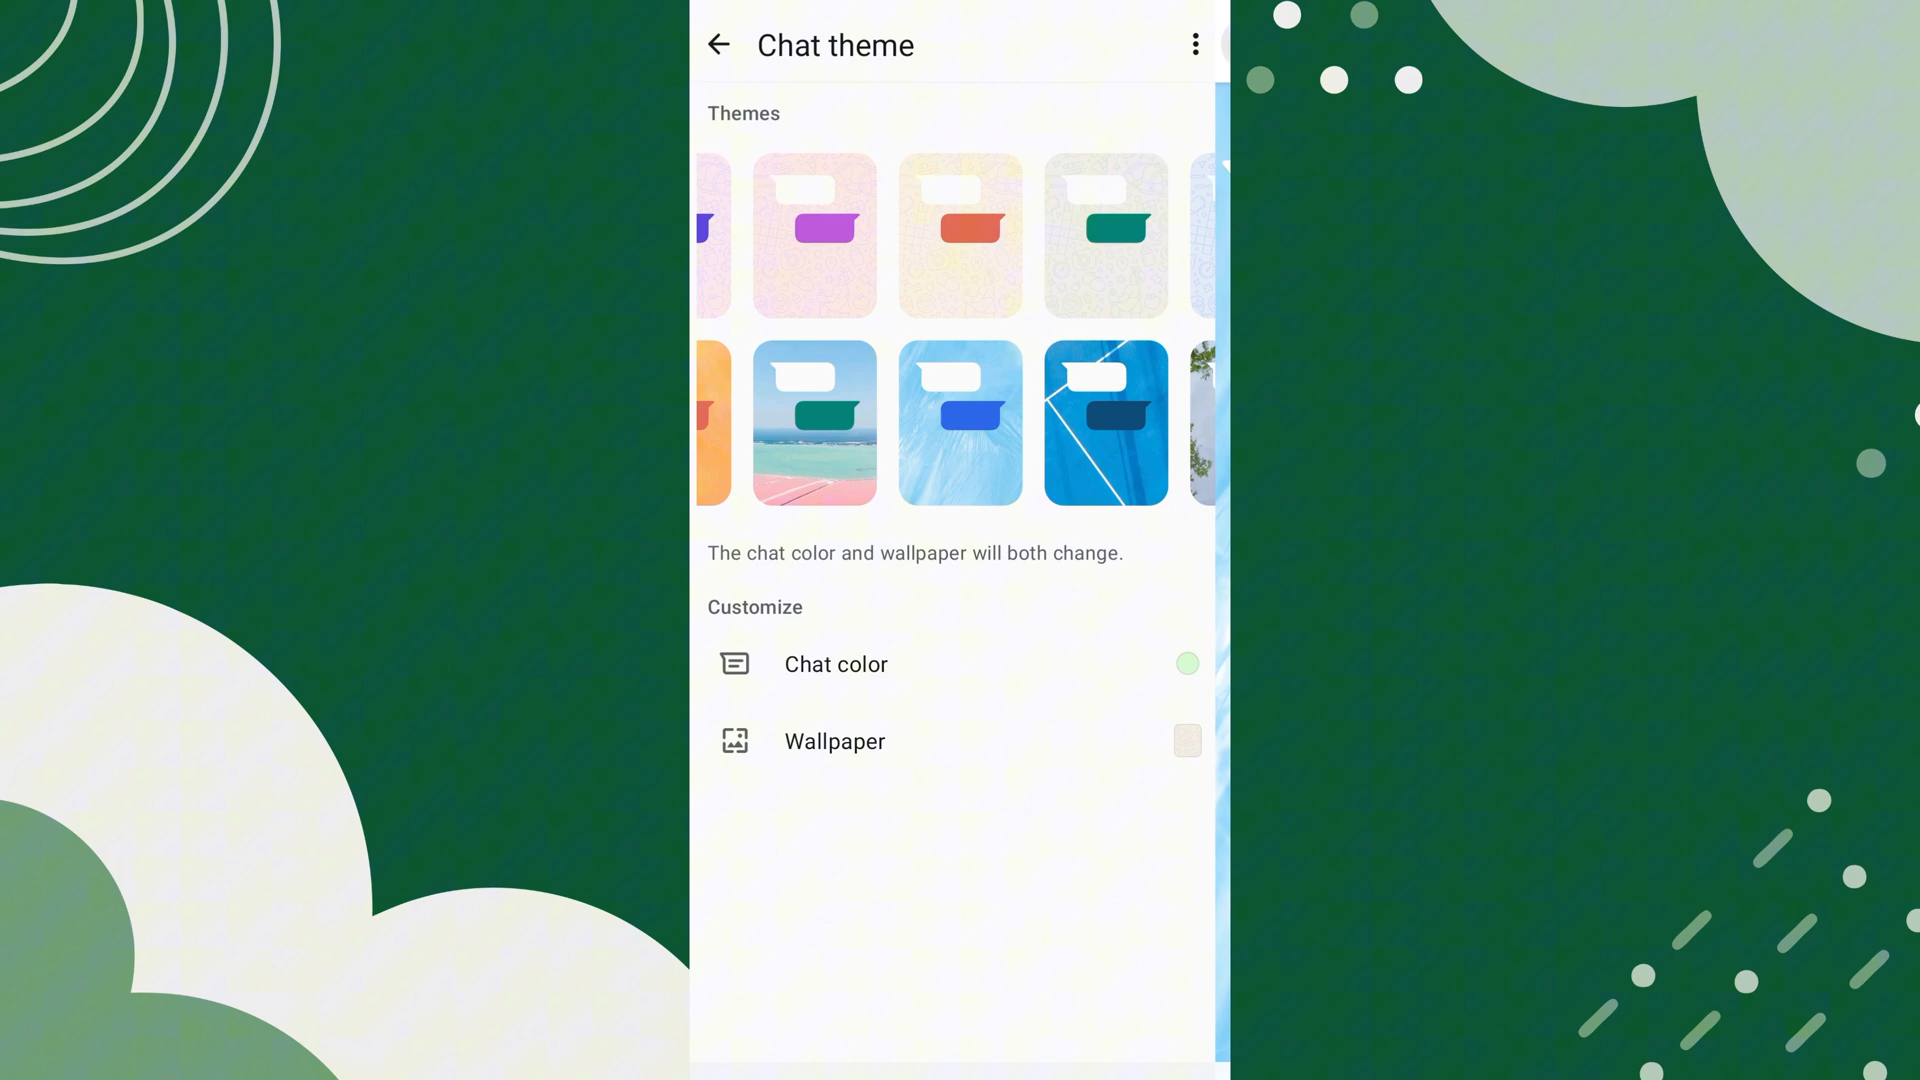 Chat theme
Themes
The chat color and wallpaper will both change.
Customize
Chat color
Wallpaper